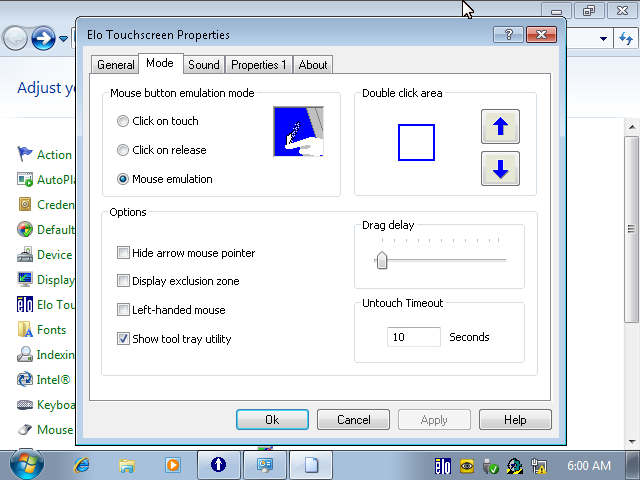 Elo Touchscreen Properties
Adjust y
General Mode Sound Properties 1 About
Mouse button emulation mode
Click on touch
Click on release
Mouse emulation
Double click area
Options
Hide arrow mouse pointer
Display exclusion zone
Left-handed mouse
Show tool tray utility
Drag delay
Untouch Timeout
10 Seconds
Ok Cancel Apply Help
Action
AutoPla
Creden
Default
Device
Display
elo Elo Touc
Fonts
Indexin
Intel®
Keyboa
Mouse
elo 6:00 AM